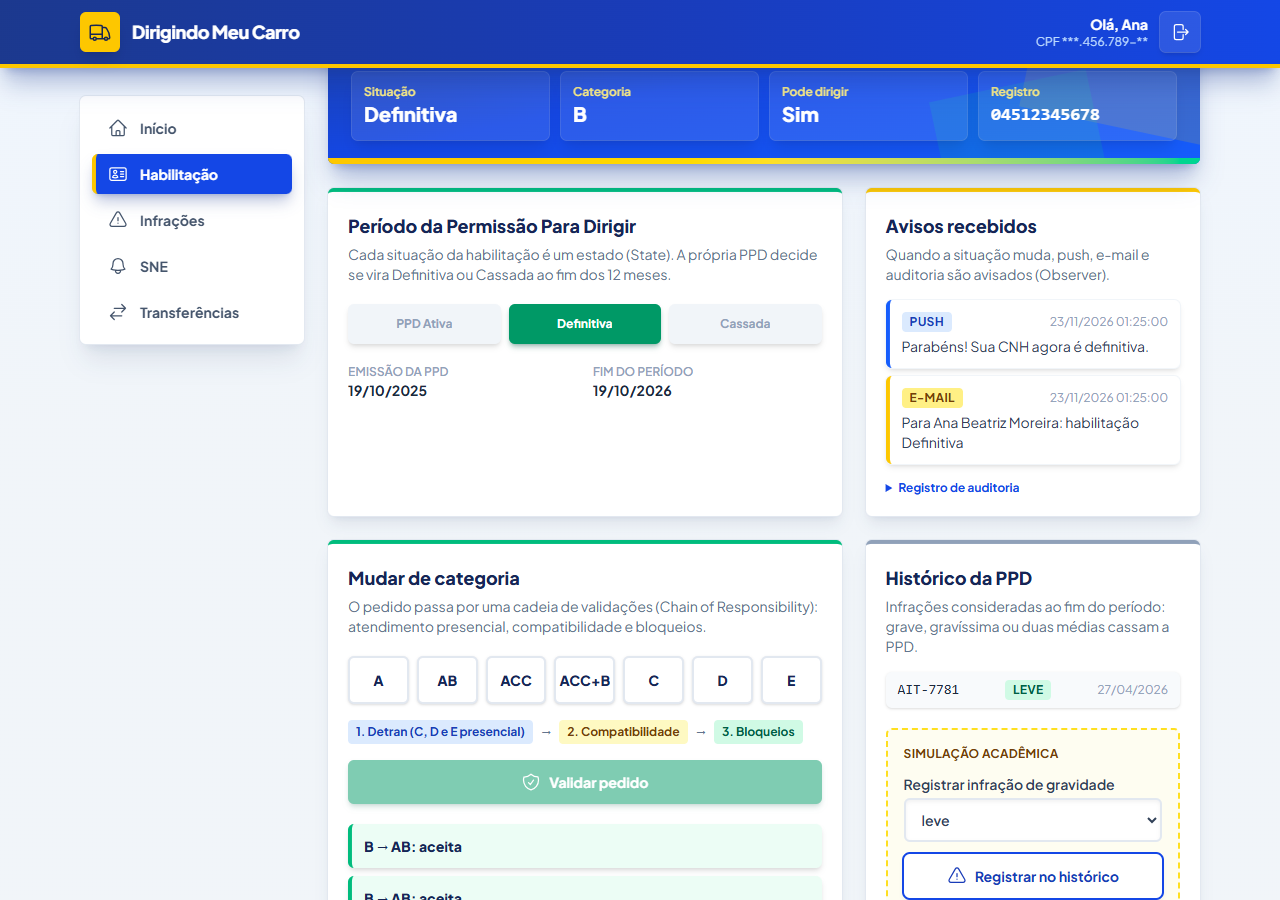 Dirigindo Meu Carro
Olá, Ana
CPF ***.456.789-**
Início
Habilitação
Infrações
SNE
Transferências
Situação
Definitiva
Categoria
B
Pode dirigir
Sim
Registro
04512345678
Período da Permissão Para Dirigir
Cada situação da habilitação é um estado (State). A própria PPD decide
se vira Definitiva ou Cassada ao fim dos 12 meses.
PPD Ativa
Definitiva
Cassada
EMISSÃO DA PPD
19/10/2025
FIM DO PERÍODO
19/10/2026
Avisos recebidos
Quando a situação muda, push, e-mail e
auditoria são avisados (Observer).
PUSH
23/11/2026 01:25:00
Parabéns! Sua CNH agora é definitiva.
E-MAIL
23/11/2026 01:25:00
Para Ana Beatriz Moreira: habilitação
Definitiva
Registro de auditoria
Mudar de categoria
O pedido passa por uma cadeia de validações (Chain of Responsibility):
atendimento presencial, compatibilidade e bloqueios.
A
AB
ACC
ACC+B
C
D
E
1. Detran (C, D e E presencial)
→
2. Compatibilidade
→
3. Bloqueios
Validar pedido
B → AB: aceita
B → AB: aceita
Histórico da PPD
Infrações consideradas ao fim do período:
grave, gravíssima ou duas médias cassam a
PPD.
AIT-7781
LEVE
27/04/2026
SIMULAÇÃO ACADÊMICA
Registrar infração de gravidade
leve
Registrar no histórico